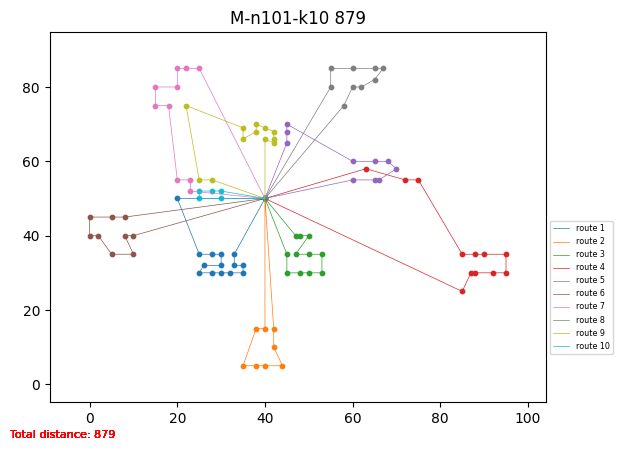 M-n101-k10 879
80
60
40
20
0
0 20 40 60 80 100
route 1
route 2
route 3
route 4
route 5
route 6
route 7
route 8
route 9
route 10
Total distance: 879